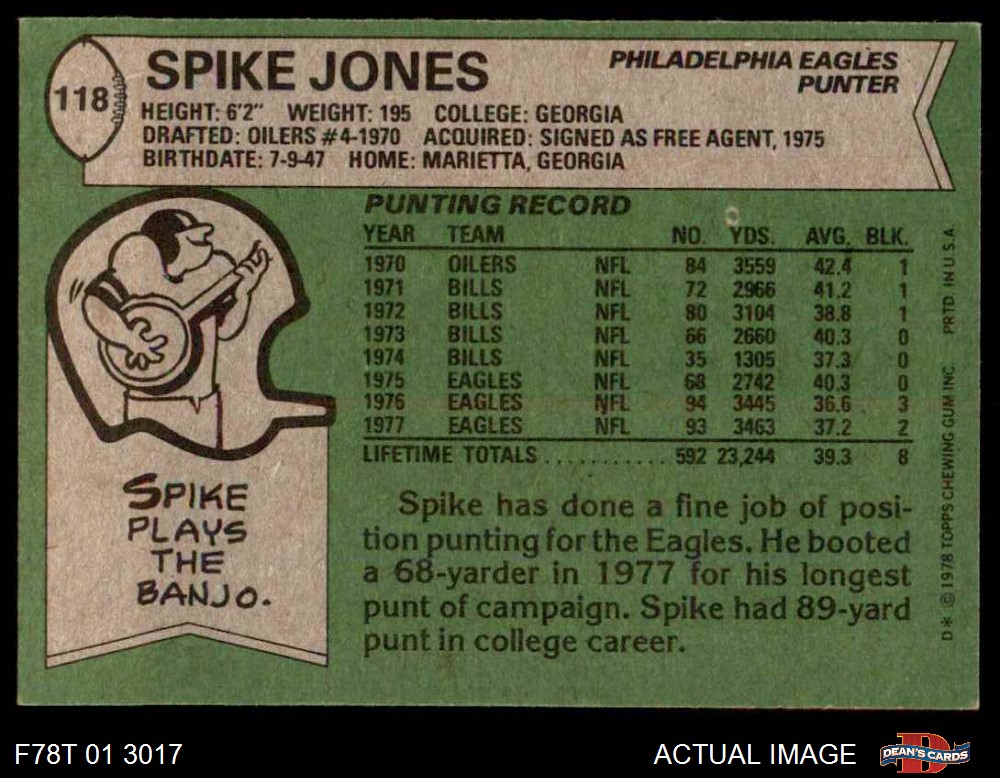 118
SPIKE JONES
PHILADELPHIA EAGLES
PUNTER
HEIGHT: 6'2" WEIGHT: 195 COLLEGE: GEORGIA
DRAFTED: OILERS #4-1970 ACQUIRED: SIGNED AS FREE AGENT, 1975
BIRTHDATE: 7-9-47 HOME: MARIETTA, GEORGIA
PUNTING RECORD
YEAR TEAM NO. YDS. AVG. BLK.
1970 OILERS NFL 84 3559 42.4 1
1971 BILLS NFL 72 2966 41.2 1
1972 BILLS NFL 80 3104 38.8 1
1973 BILLS NFL 66 2660 40.3 0
1974 BILLS NFL 35 1305 37.3 0
1975 EAGLES NFL 68 2742 40.3 0
1976 EAGLES NFL 94 3445 36.6 3
1977 EAGLES NFL 93 3463 37.2 2
LIFETIME TOTALS ............ 592 23,244 39.3 8
SPIKE
PLAYS
THE
BANJO.
Spike has done a fine job of posi-
tion punting for the Eagles. He booted
a 68-yarder in 1977 for his longest
punt of campaign. Spike had 89-yard
punt in college career.
D* © 1978 TOPPS CHEWING GUM INC. PRTD. IN U.S.A.
F78T 01 3017
ACTUAL IMAGE
D
DEAN'S CARDS